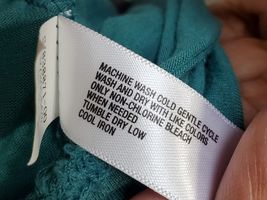 MACHINE WASH COLD GENTLE CYCLE
WASH AND DRY WITH LIKE COLORS
ONLY NON-CHLORINE BLEACH
WHEN NEEDED
TUMBLE DRY LOW
COOL IRON